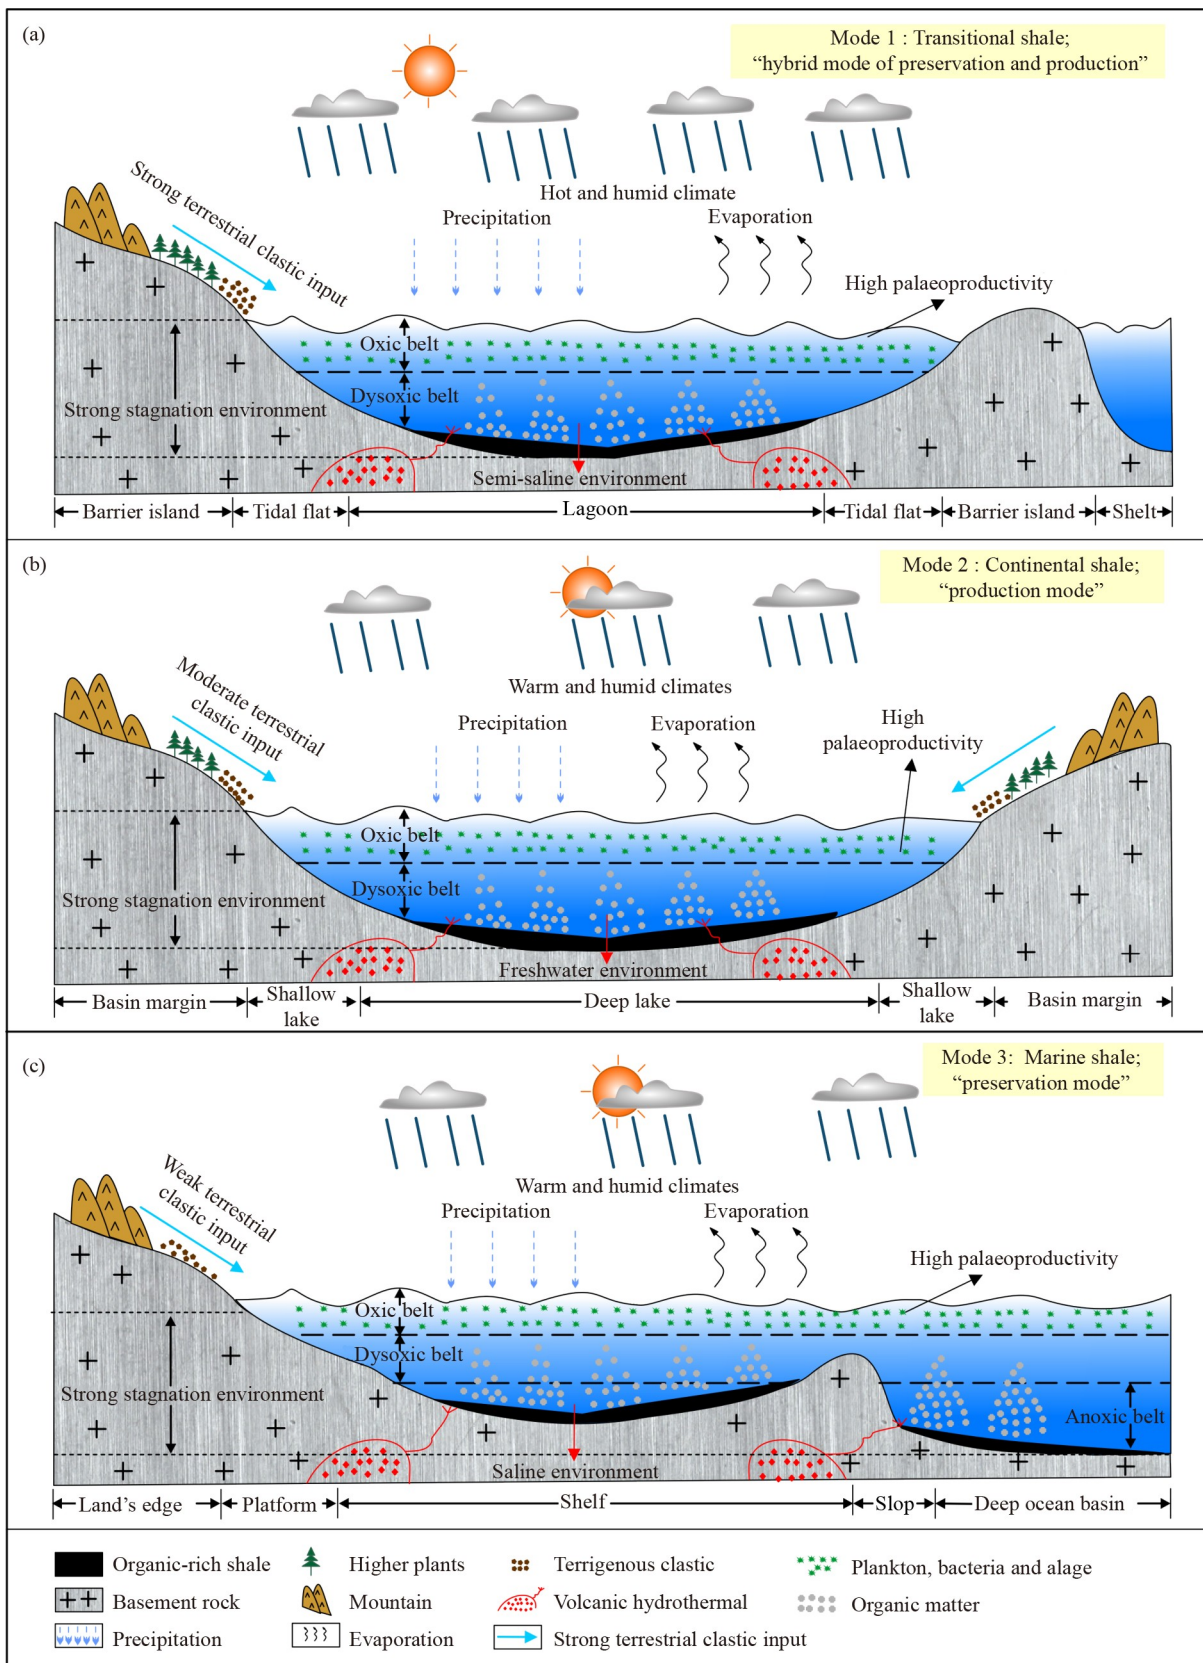 (a)
Mode 1 : Transitional shale;
“hybrid mode of preservation and production”
Strong terrestrial clastic input
Hot and humid climate
Precipitation
Evaporation
High palaeoproductivity
Oxic belt
Dysoxic belt
Strong stagnation environment
Semi-saline environment
Barrier island
Tidal flat
Lagoon
Tidal flat
Barrier island
Shelt
(b)
Mode 2 : Continental shale;
“production mode”
Moderate terrestrial
clastic input
Warm and humid climates
Precipitation
Evaporation
High
palaeoproductivity
Oxic belt
Dysoxic belt
Strong stagnation environment
Freshwater environment
Basin margin
Shallow
lake
Deep lake
Shallow
lake
Basin margin
(c)
Mode 3: Marine shale;
“preservation mode”
Weak terrestrial
clastic input
Warm and humid climates
Precipitation
Evaporation
High palaeoproductivity
Oxic belt
Dysoxic belt
Strong stagnation environment
Anoxic belt
Saline environment
Land’s edge
Platform
Shelf
Slop
Deep ocean basin
Organic-rich shale
Higher plants
Terrigenous clastic
Plankton, bacteria and alage
Basement rock
Mountain
Volcanic hydrothermal
Organic matter
Precipitation
Evaporation
Strong terrestrial clastic input